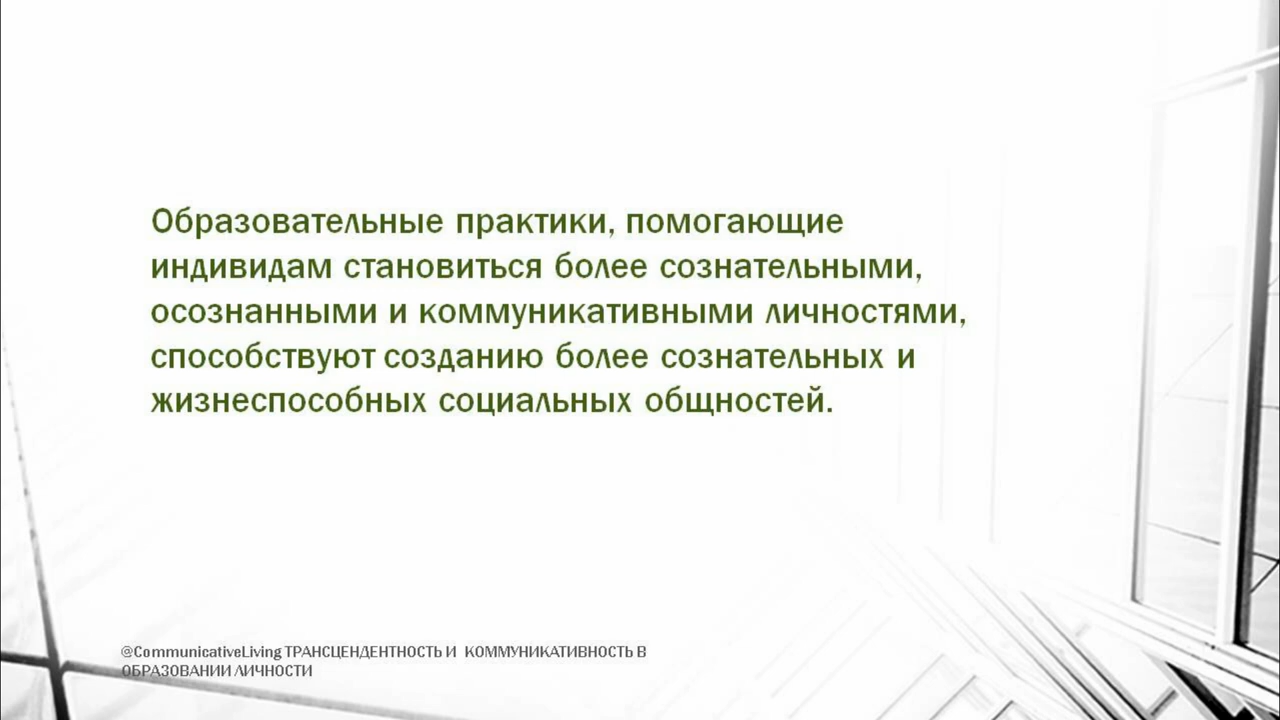 Образовательные практики, помогающие
индивидам становиться более сознательными,
осознанными и коммуникативными личностями,
способствуют созданию более сознательных и
жизнеспособных социальных общностей.
@CommunicativeLiving ТРАНСЦЕНДЕНТНОСТЬ И КОММУНИКАТИВНОСТЬ В
ОБРАЗОВАНИИ ЛИЧНОСТИ